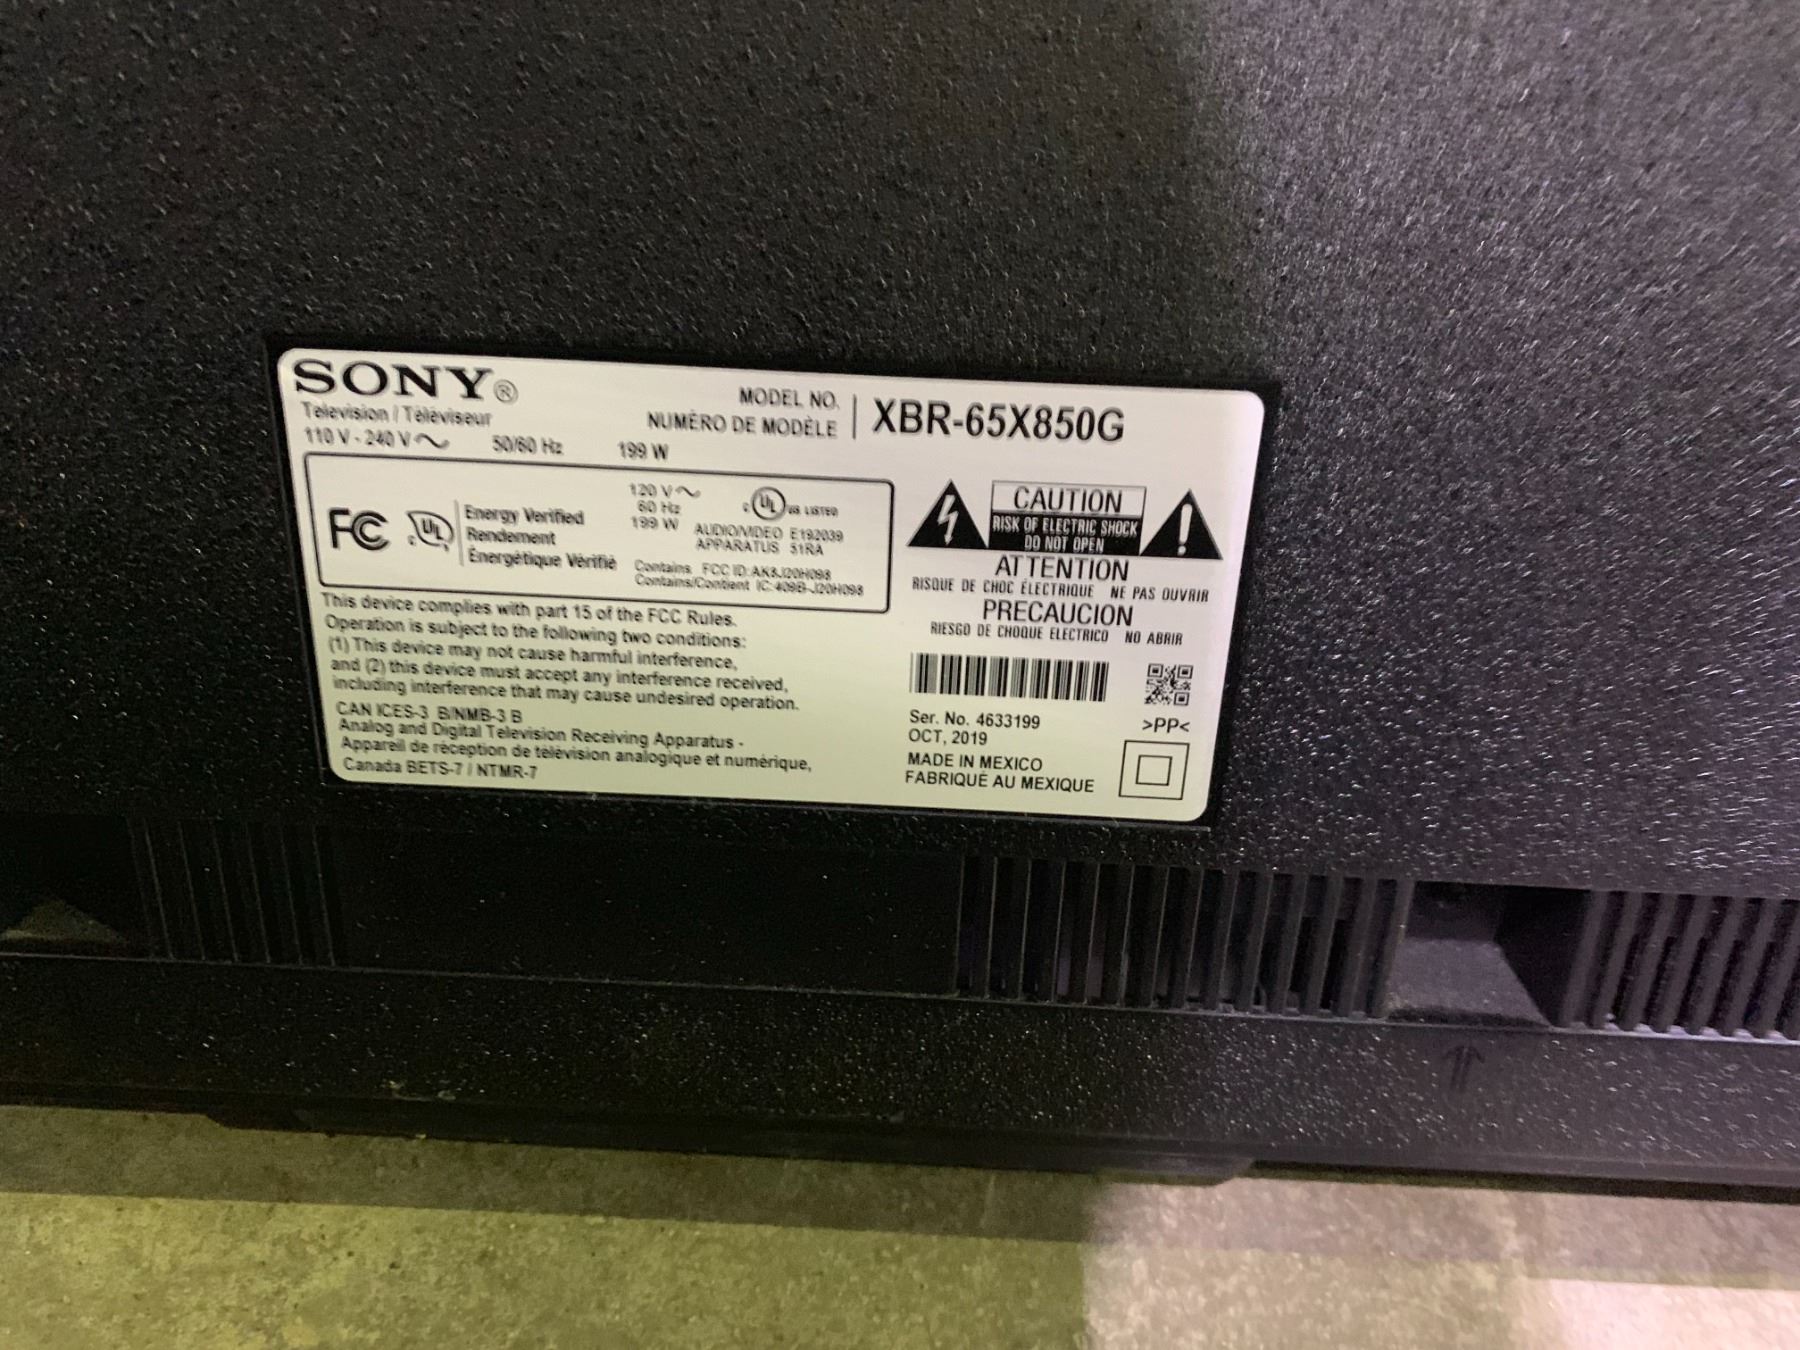 SONY®
Television / Téléviseur
110 V - 240 V 50/60 Hz 199 W
MODEL NO.
NUMÉRO DE MODÈLE
XBR-65X850G
FC
c UL
Energy Verified
Rendement
Énergétique Vérifié
120 V
60 Hz
199 W
c UL US LISTED
AUDIO/VIDEO E192039
APPARATUS 51RA
Contains FCC ID:AK8J20H098
Contains/Contient IC:409B-J20H098
This device complies with part 15 of the FCC Rules.
Operation is subject to the following two conditions:
(1) This device may not cause harmful interference,
and (2) this device must accept any interference received,
including interference that may cause undesired operation.
CAN ICES-3 B/NMB-3 B
Analog and Digital Television Receiving Apparatus -
Appareil de réception de télévision analogique et numérique,
Canada BETS-7 / NTMR-7
CAUTION
RISK OF ELECTRIC SHOCK
DO NOT OPEN
ATTENTION
RISQUE DE CHOC ÉLECTRIQUE NE PAS OUVRIR
PRECAUCION
RIESGO DE CHOQUE ELECTRICO NO ABRIR
Ser. No. 4633199
OCT, 2019
>PP<
MADE IN MEXICO
FABRIQUÉ AU MEXIQUE